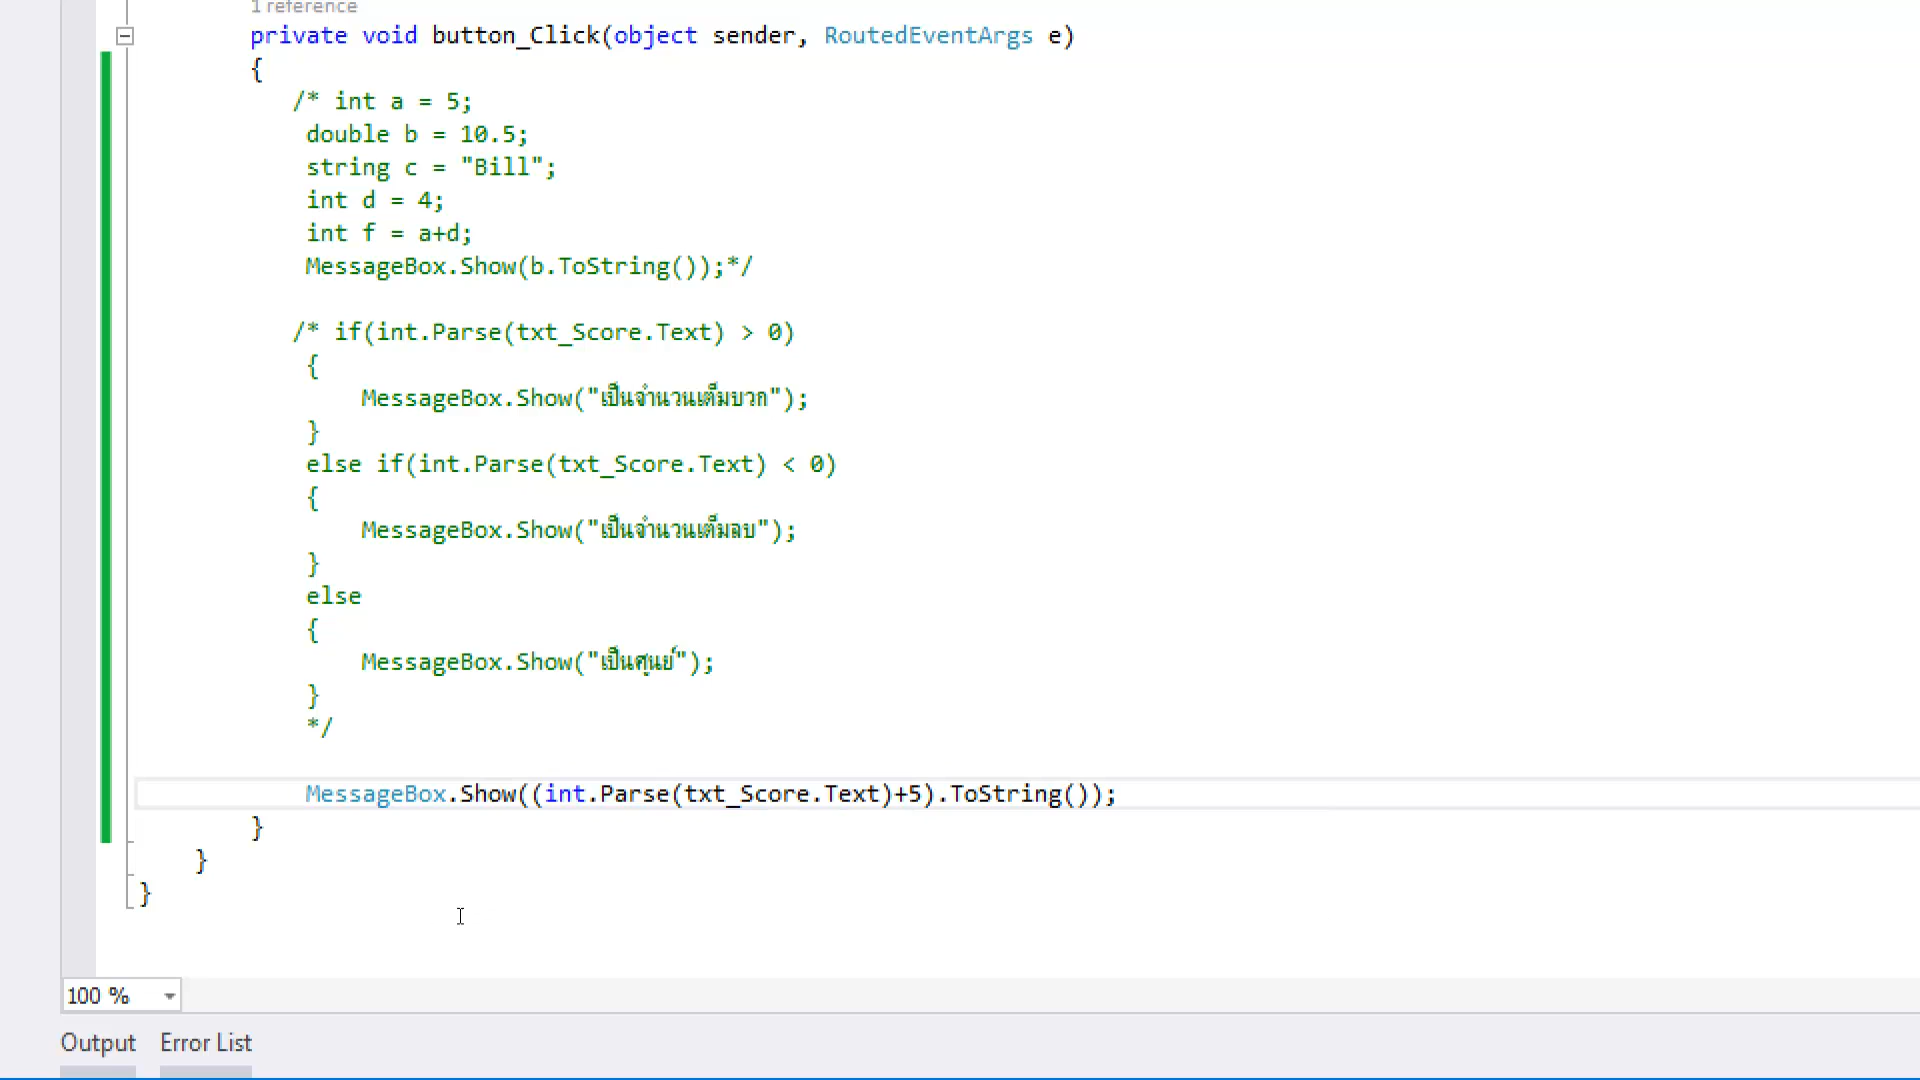 1 reference
private void button_Click(object sender, RoutedEventArgs e)
{
/* int a = 5;
double b = 10.5;
string c = "Bill";
int d = 4;
int f = a+d;
MessageBox.Show(b.ToString());*/
/* if(int.Parse(txt_Score.Text) > 0)
{
MessageBox.Show("เป็นจำนวนเต็มบวก");
}
else if(int.Parse(txt_Score.Text) < 0)
{
MessageBox.Show("เป็นจำนวนเต็มลบ");
}
else
{
MessageBox.Show("เป็นศูนย์");
}
*/
MessageBox.Show((int.Parse(txt_Score.Text)+5).ToString());
}
}
}
100 %
Output Error List